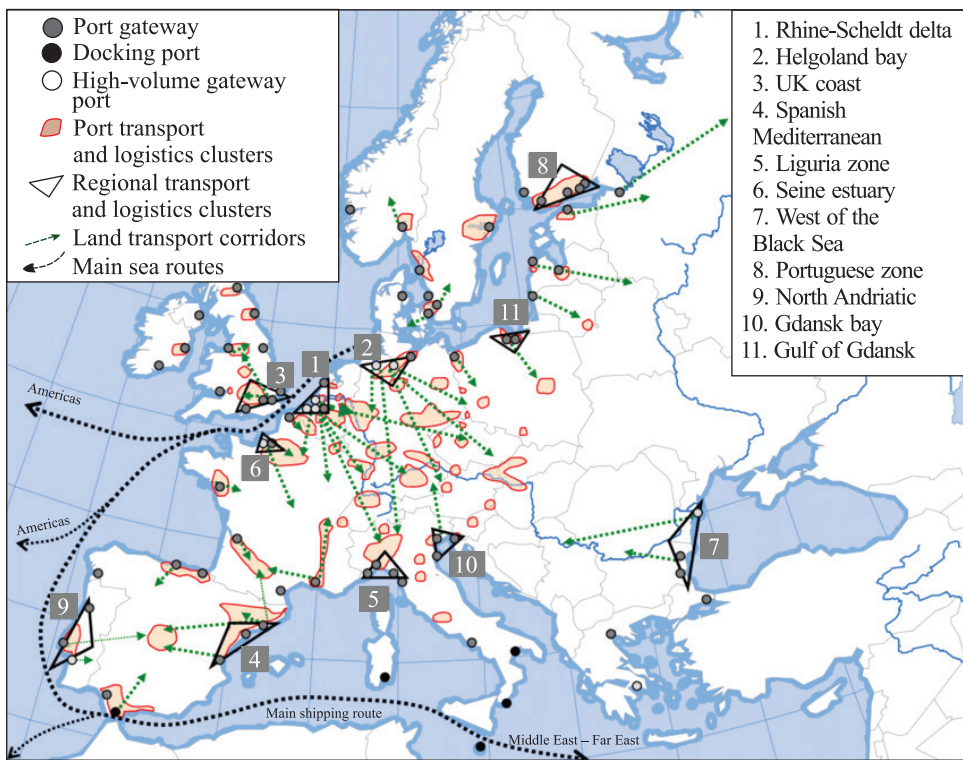 Port gateway
Docking port
High-volume gateway
port
Port transport
and logistics clusters
Regional transport
and logistics clusters
Land transport corridors
Main sea routes
1. Rhine-Scheldt delta
2. Helgoland bay
3. UK coast
4. Spanish
Mediterranean
5. Liguria zone
6. Seine estuary
7. West of the
Black Sea
8. Portuguese zone
9. North Andriatic
10. Gdansk bay
11. Gulf of Gdansk
8
11
1
2
3
Americas
6
Americas
7
10
5
9
4
Main shipping route
Middle East – Far East